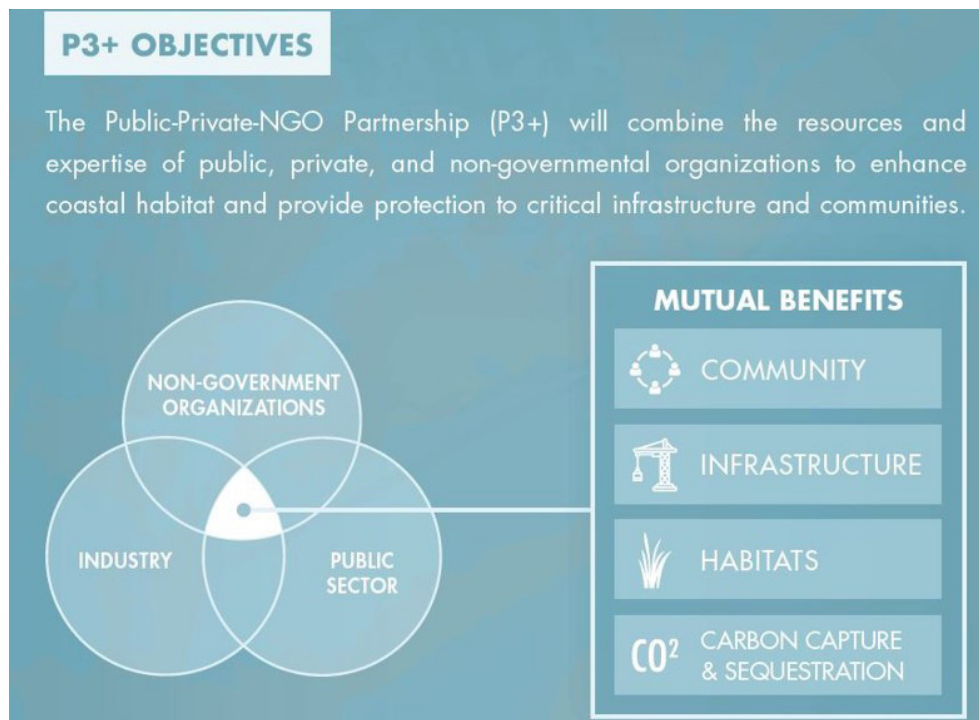 P3+ OBJECTIVES
The Public-Private-NGO Partnership (P3+) will combine the resources and
expertise of public, private, and non-governmental organizations to enhance
coastal habitat and provide protection to critical infrastructure and communities.
NON-GOVERNMENT
ORGANIZATIONS
INDUSTRY
PUBLIC
SECTOR
MUTUAL BENEFITS
COMMUNITY
INFRASTRUCTURE
HABITATS
CO² CARBON CAPTURE
& SEQUESTRATION